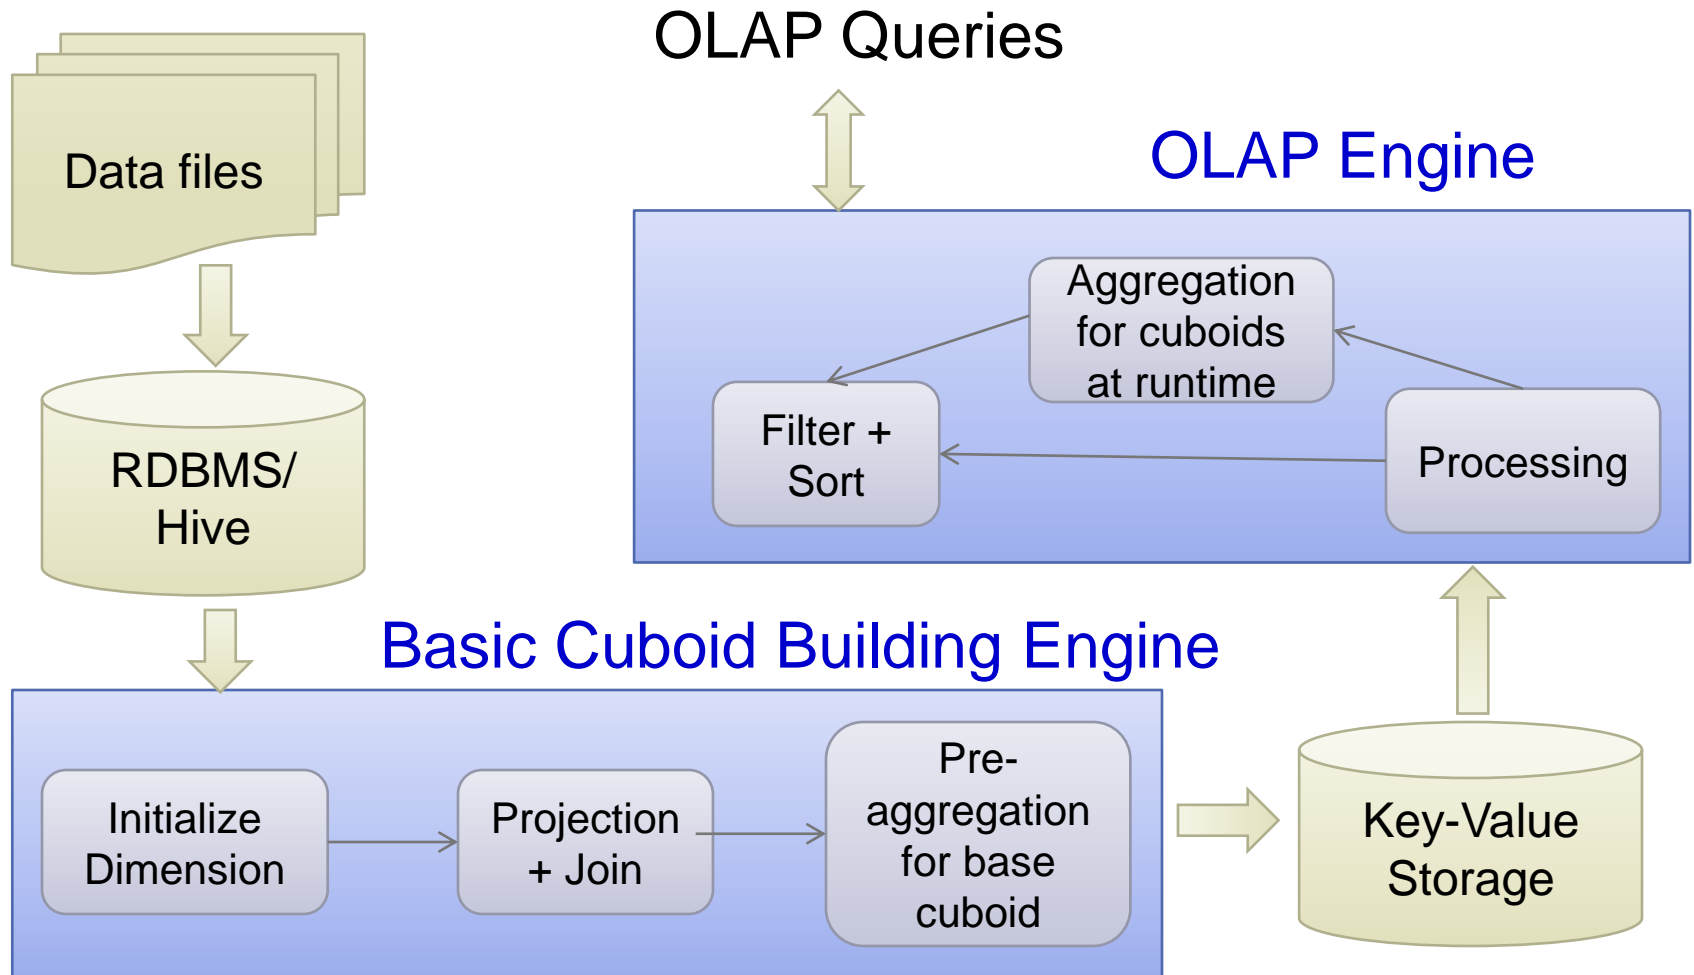 OLAP Queries
Data files
OLAP Engine
Aggregation
for cuboids
at runtime
Filter +
Sort
Processing
RDBMS/
Hive
Basic Cuboid Building Engine
Initialize
Dimension
Projection
+ Join
Pre-
aggregation
for base
cuboid
Key-Value
Storage